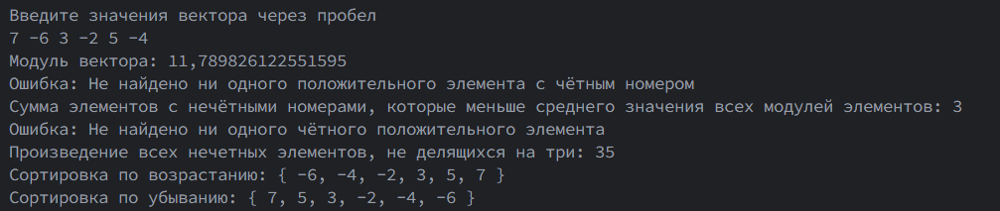 Введите значения вектора через пробел
7 -6 3 -2 5 -4
Модуль вектора: 11,789826122551595
Ошибка: Не найдено ни одного положительного элемента с чётным номером
Сумма элементов с нечётными номерами, которые меньше среднего значения всех модулей элементов: 3
Ошибка: Не найдено ни одного чётного положительного элемента
Произведение всех нечетных элементов, не делящихся на три: 35
Сортировка по возрастанию: { -6, -4, -2, 3, 5, 7 }
Сортировка по убыванию: { 7, 5, 3, -2, -4, -6 }